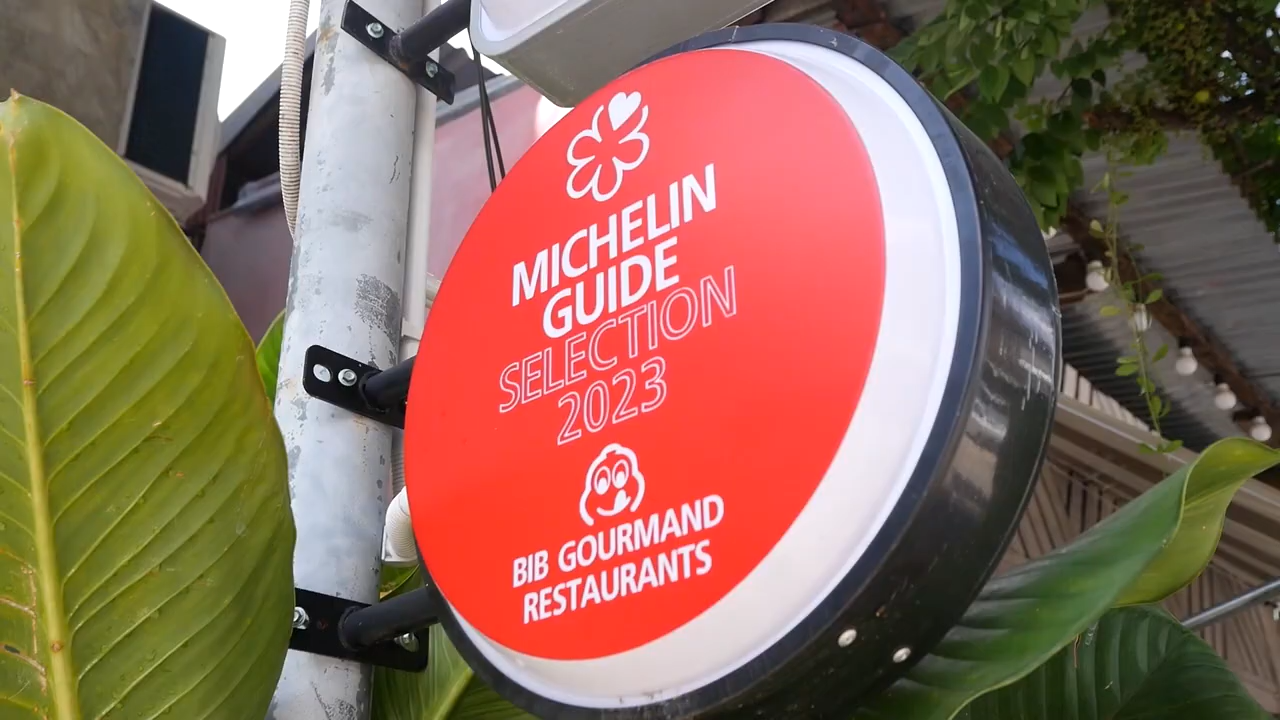 MICHELIN
GUIDE
SELECTION
2023
BIB GOURMAND
RESTAURANTS